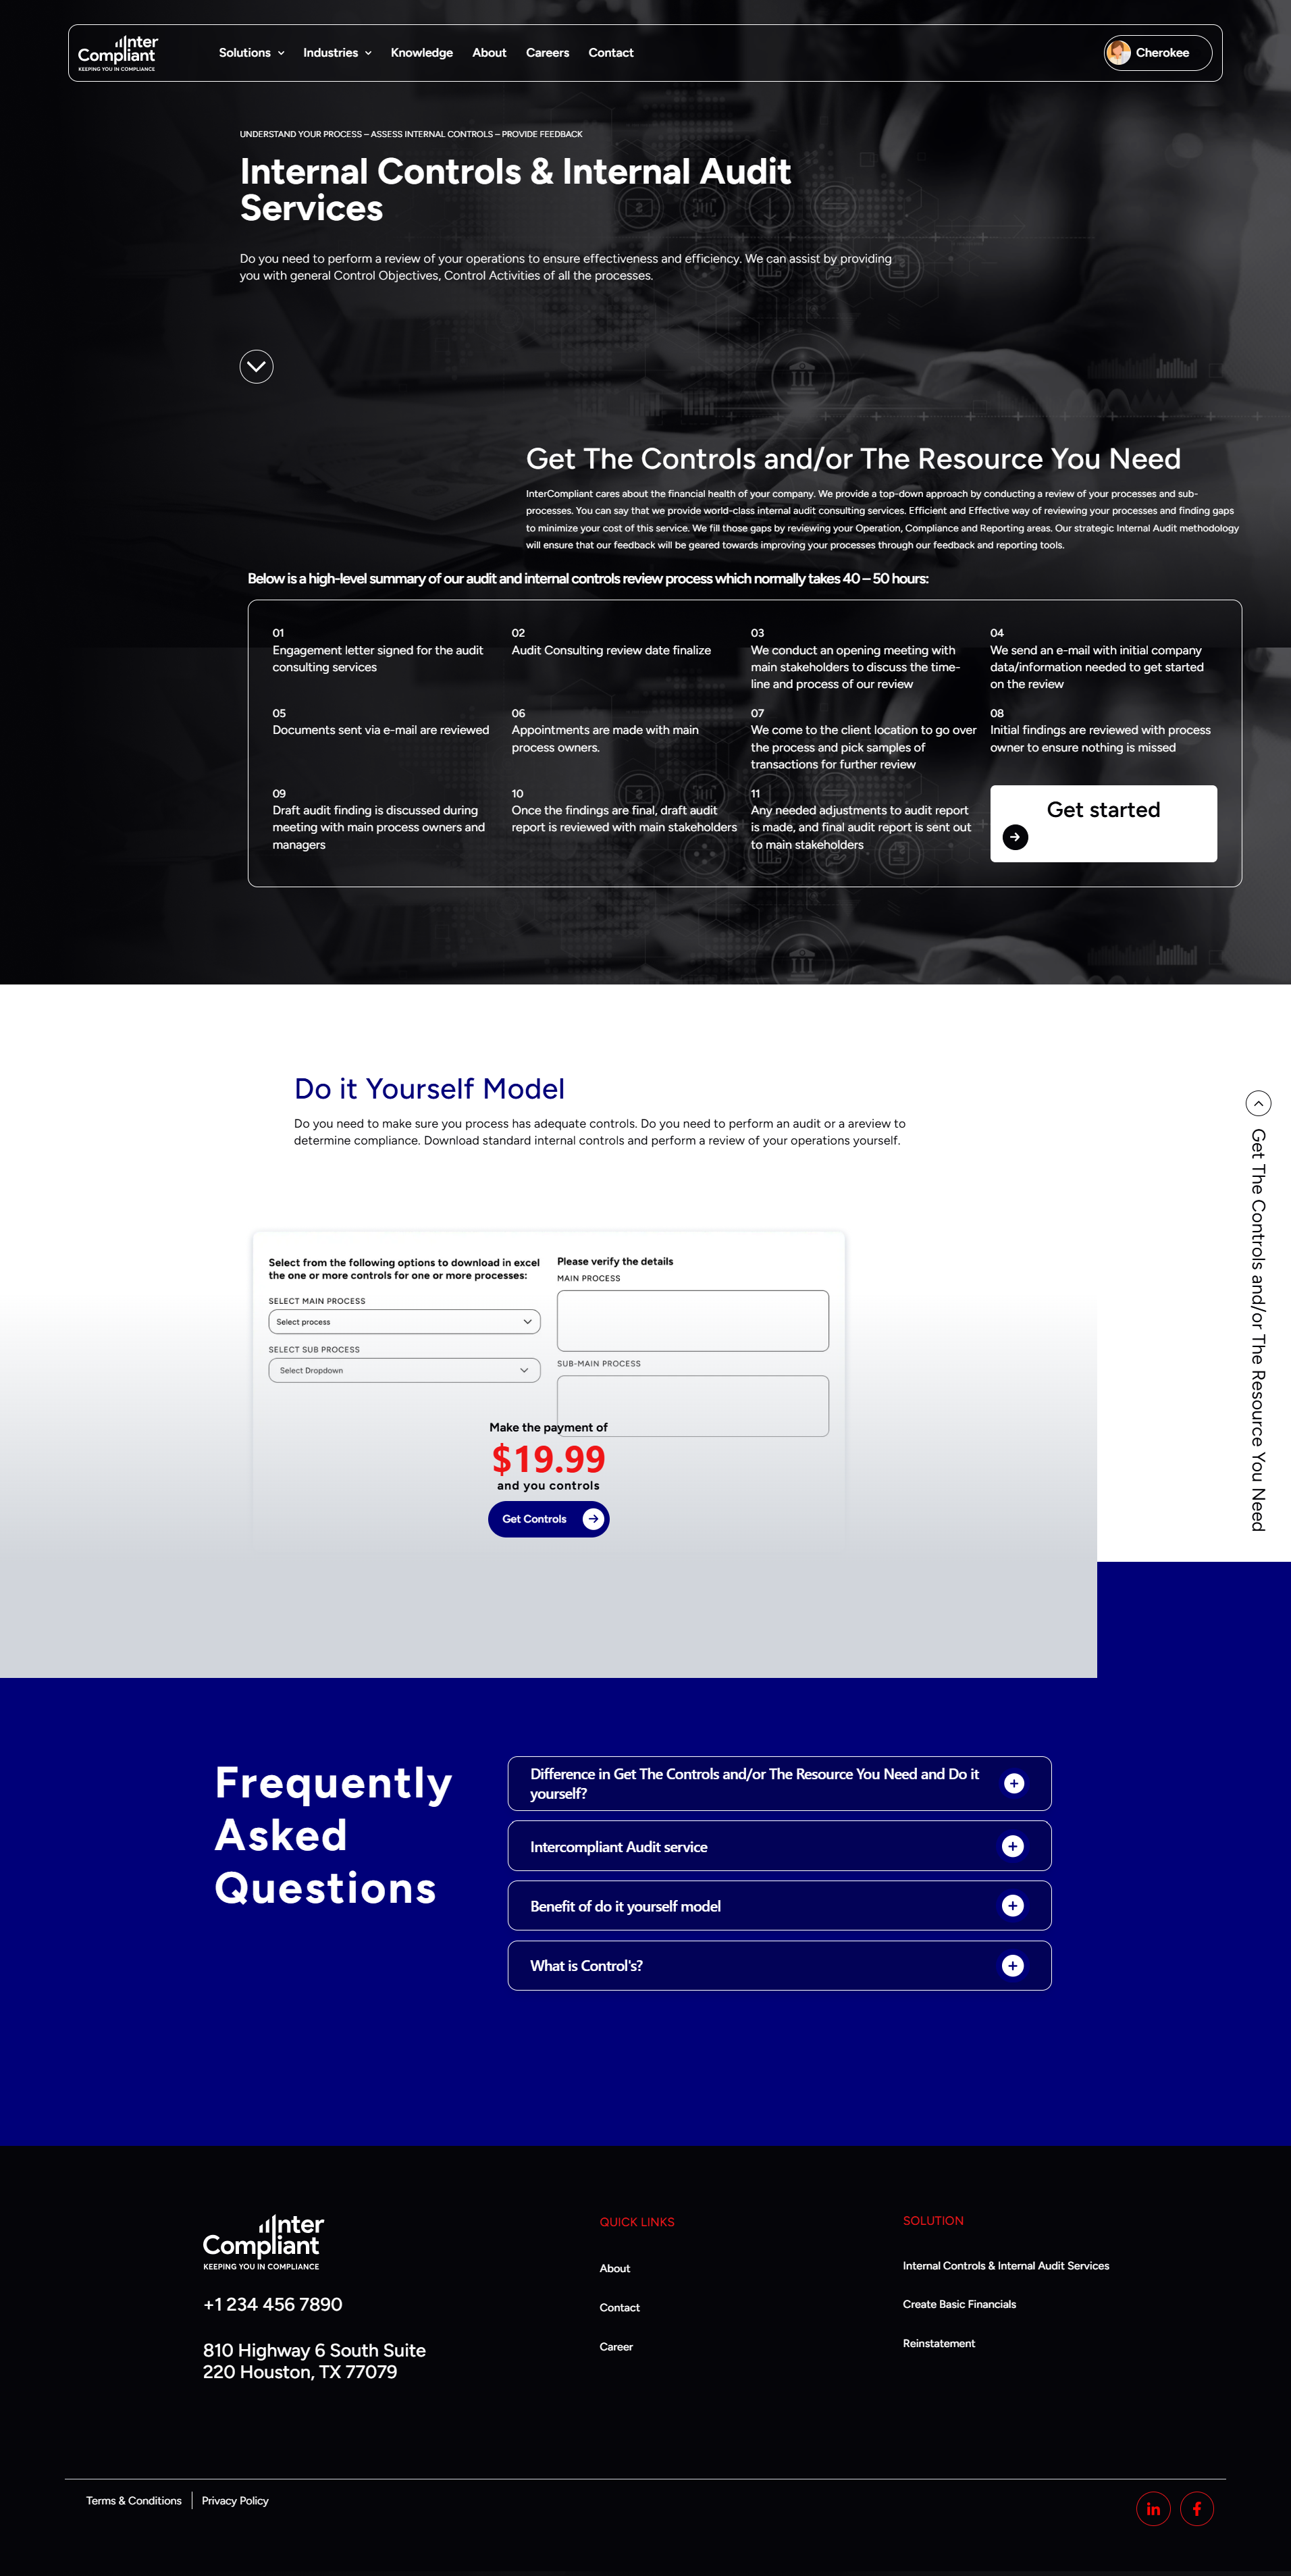 Inter
Compliant
KEEPING YOU IN COMPLIANCE
Solutions
Industries
Knowledge
About
Careers
Contact
Cherokee
UNDERSTAND YOUR PROCESS – ASSESS INTERNAL CONTROLS – PROVIDE FEEDBACK
Internal Controls & Internal Audit
Services
Do you need to perform a review of your operations to ensure effectiveness and efficiency. We can assist by providing
you with general Control Objectives, Control Activities of all the processes.
Get The Controls and/or The Resource You Need
InterCompliant cares about the financial health of your company. We provide a top-down approach by conducting a review of your processes and sub-
processes. You can say that we provide world-class internal audit consulting services. Efficient and Effective way of reviewing your processes and finding gaps
to minimize your cost of this service. We fill those gaps by reviewing your Operation, Compliance and Reporting areas. Our strategic Internal Audit methodology
will ensure that our feedback will be geared towards improving your processes through our feedback and reporting tools.
Below is a high-level summary of our audit and internal controls review process which normally takes 40 – 50 hours:
01
Engagement letter signed for the audit
consulting services
02
Audit Consulting review date finalize
03
We conduct an opening meeting with
main stakeholders to discuss the time-
line and process of our review
04
We send an e-mail with initial company
data/information needed to get started
on the review
05
Documents sent via e-mail are reviewed
06
Appointments are made with main
process owners.
07
We come to the client location to go over
the process and pick samples of
transactions for further review
08
Initial findings are reviewed with process
owner to ensure nothing is missed
09
Draft audit finding is discussed during
meeting with main process owners and
managers
10
Once the findings are final, draft audit
report is reviewed with main stakeholders
11
Any needed adjustments to audit report
is made, and final audit report is sent out
to main stakeholders
Get started
Do it Yourself Model
Do you need to make sure you process has adequate controls. Do you need to perform an audit or a areview to
determine compliance. Download standard internal controls and perform a review of your operations yourself.
Get The Controls and/or The Resource You Need
Select from the following options to download in excel
the one or more controls for one or more processes:
SELECT MAIN PROCESS
Select process
SELECT SUB PROCESS
Select Dropdown
Please verify the details
MAIN PROCESS
SUB-MAIN PROCESS
Make the payment of
$19.99
and you controls
Get Controls
Frequently
Asked
Questions
Difference in Get The Controls and/or The Resource You Need and Do it
yourself?
Intercompliant Audit service
Benefit of do it yourself model
What is Control's?
Inter
Compliant
KEEPING YOU IN COMPLIANCE
+1 234 456 7890
810 Highway 6 South Suite
220 Houston, TX 77079
QUICK LINKS
About
Contact
Career
SOLUTION
Internal Controls & Internal Audit Services
Create Basic Financials
Reinstatement
Terms & Conditions
Privacy Policy
in
f